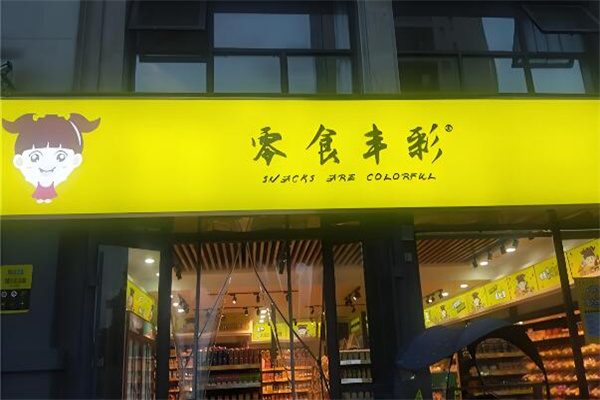 零食丰彩®
SNACKS ARE COLORFUL